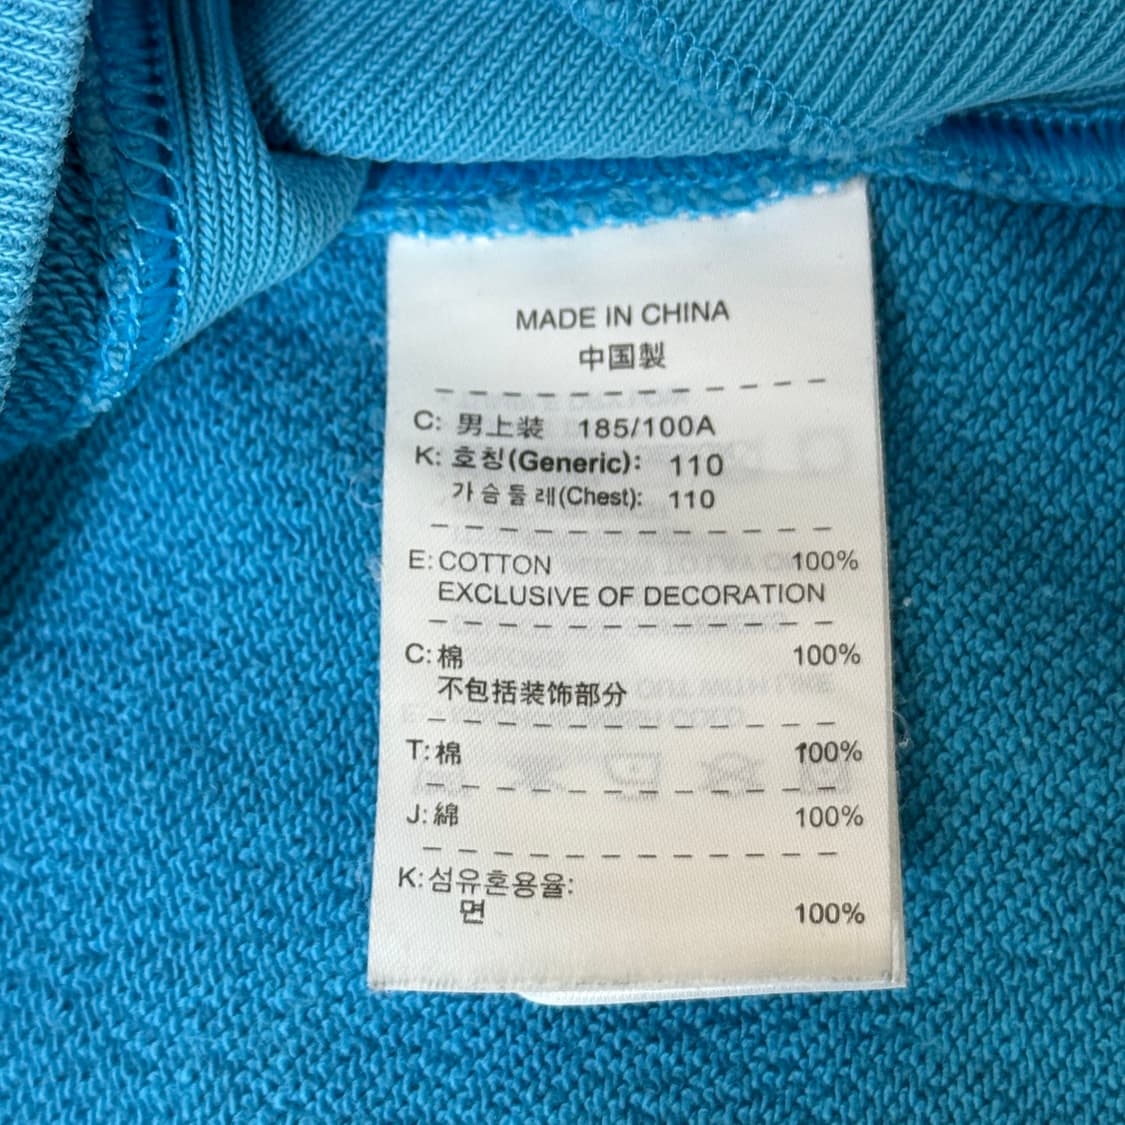 MADE IN CHINA
中国製
C: 男上装 185/100A
K: 호칭(Generic): 110
가슴둘레(Chest): 110
E: COTTON 100%
EXCLUSIVE OF DECORATION
C: 棉 100%
不包括装饰部分
T: 棉 100%
J: 綿 100%
K: 섬유혼용율:
면 100%